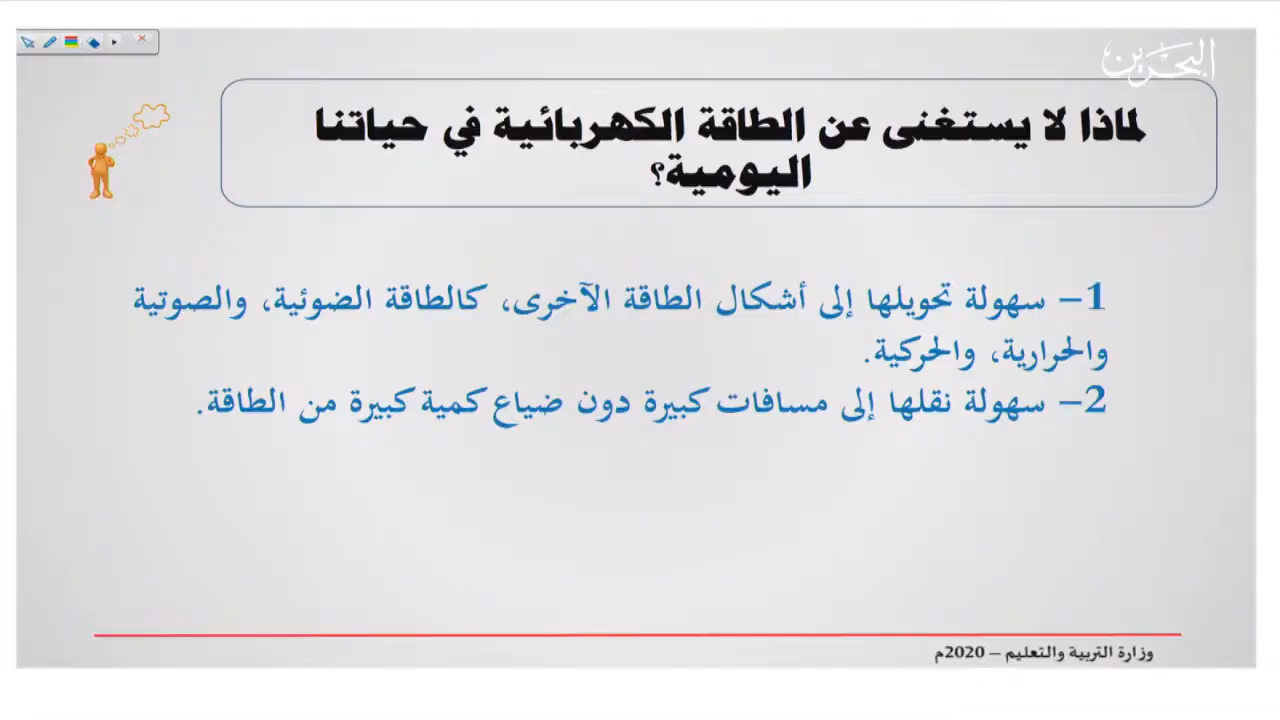 البحرين
لماذا لا يستغنى عن الطاقة الكهربائية في حياتنا
اليومية؟
1– سهولة تحويلها إلى أشكال الطاقة الآخرى، كالطاقة الضوئية، والصوتية
والحرارية، والحركية.
2– سهولة نقلها إلى مسافات كبيرة دون ضياع كمية كبيرة من الطاقة.
وزارة التربية والتعليم – 2020م